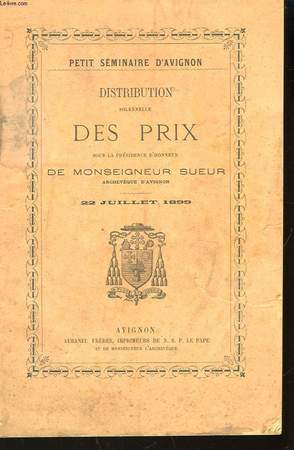 PETIT SÉMINAIRE D'AVIGNON
DISTRIBUTION
SOLENNELLE
DES PRIX
SOUS LA PRÉSIDENCE D'HONNEUR
DE MONSEIGNEUR SUEUR
ARCHEVÊQUE D'AVIGNON
22 JUILLET 1899
AVIGNON
AUBANEL FRÈRES, IMPRIMEURS DE N. S. P. LE PAPE
ET DE MONSEIGNEUR L'ARCHEVÊQUE